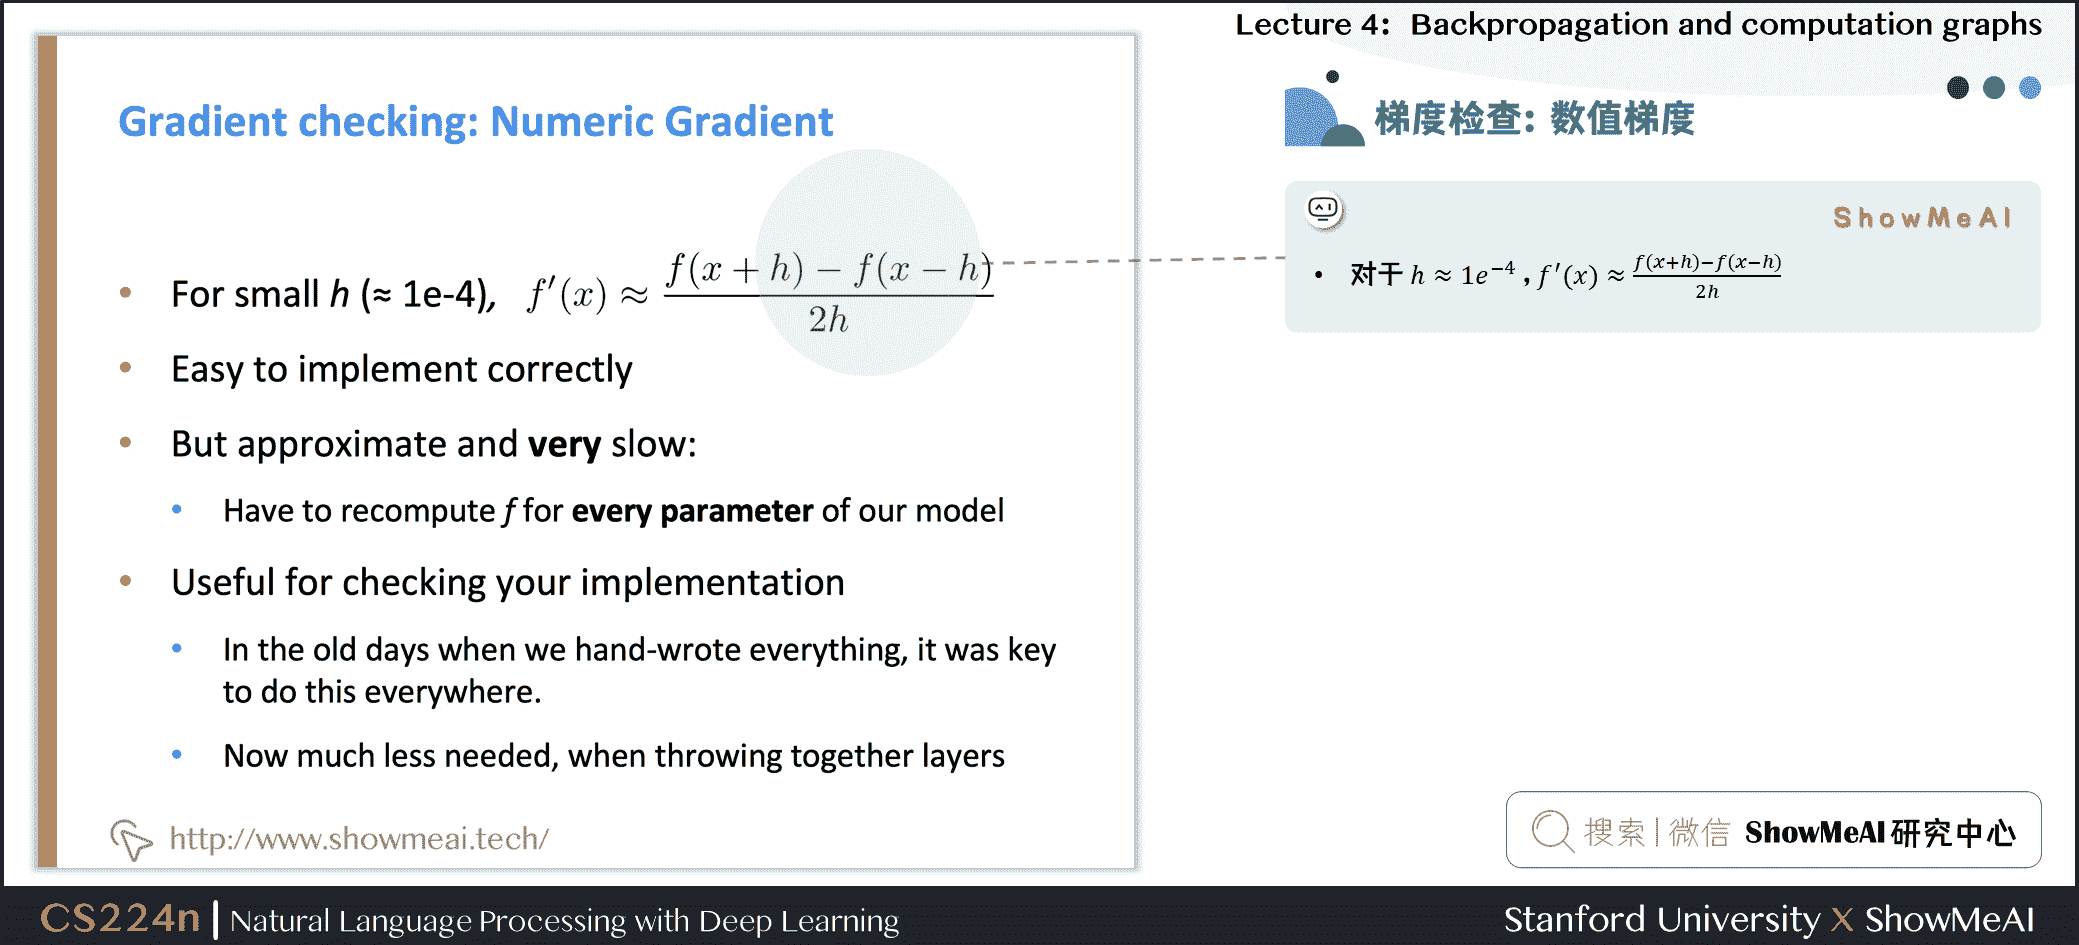 Lecture 4: Backpropagation and computation graphs
Gradient checking: Numeric Gradient
• For small h (≈ 1e-4), f′(x) ≈ \frac{f(x + h) − f(x − h)}{2h}
• Easy to implement correctly
• But approximate and very slow:
• Have to recompute f for every parameter of our model
• Useful for checking your implementation
• In the old days when we hand-wrote everything, it was key
to do this everywhere.
• Now much less needed, when throwing together layers
http://www.showmeai.tech/
梯度检查: 数值梯度
ShowMeAI
• 对于 h ≈ 1e^{−4} , f′(x) ≈ \frac{f(x+h)−f(x−h)}{2h}
搜索 | 微信 ShowMeAI 研究中心
CS224n | Natural Language Processing with Deep Learning
Stanford University X ShowMeAI